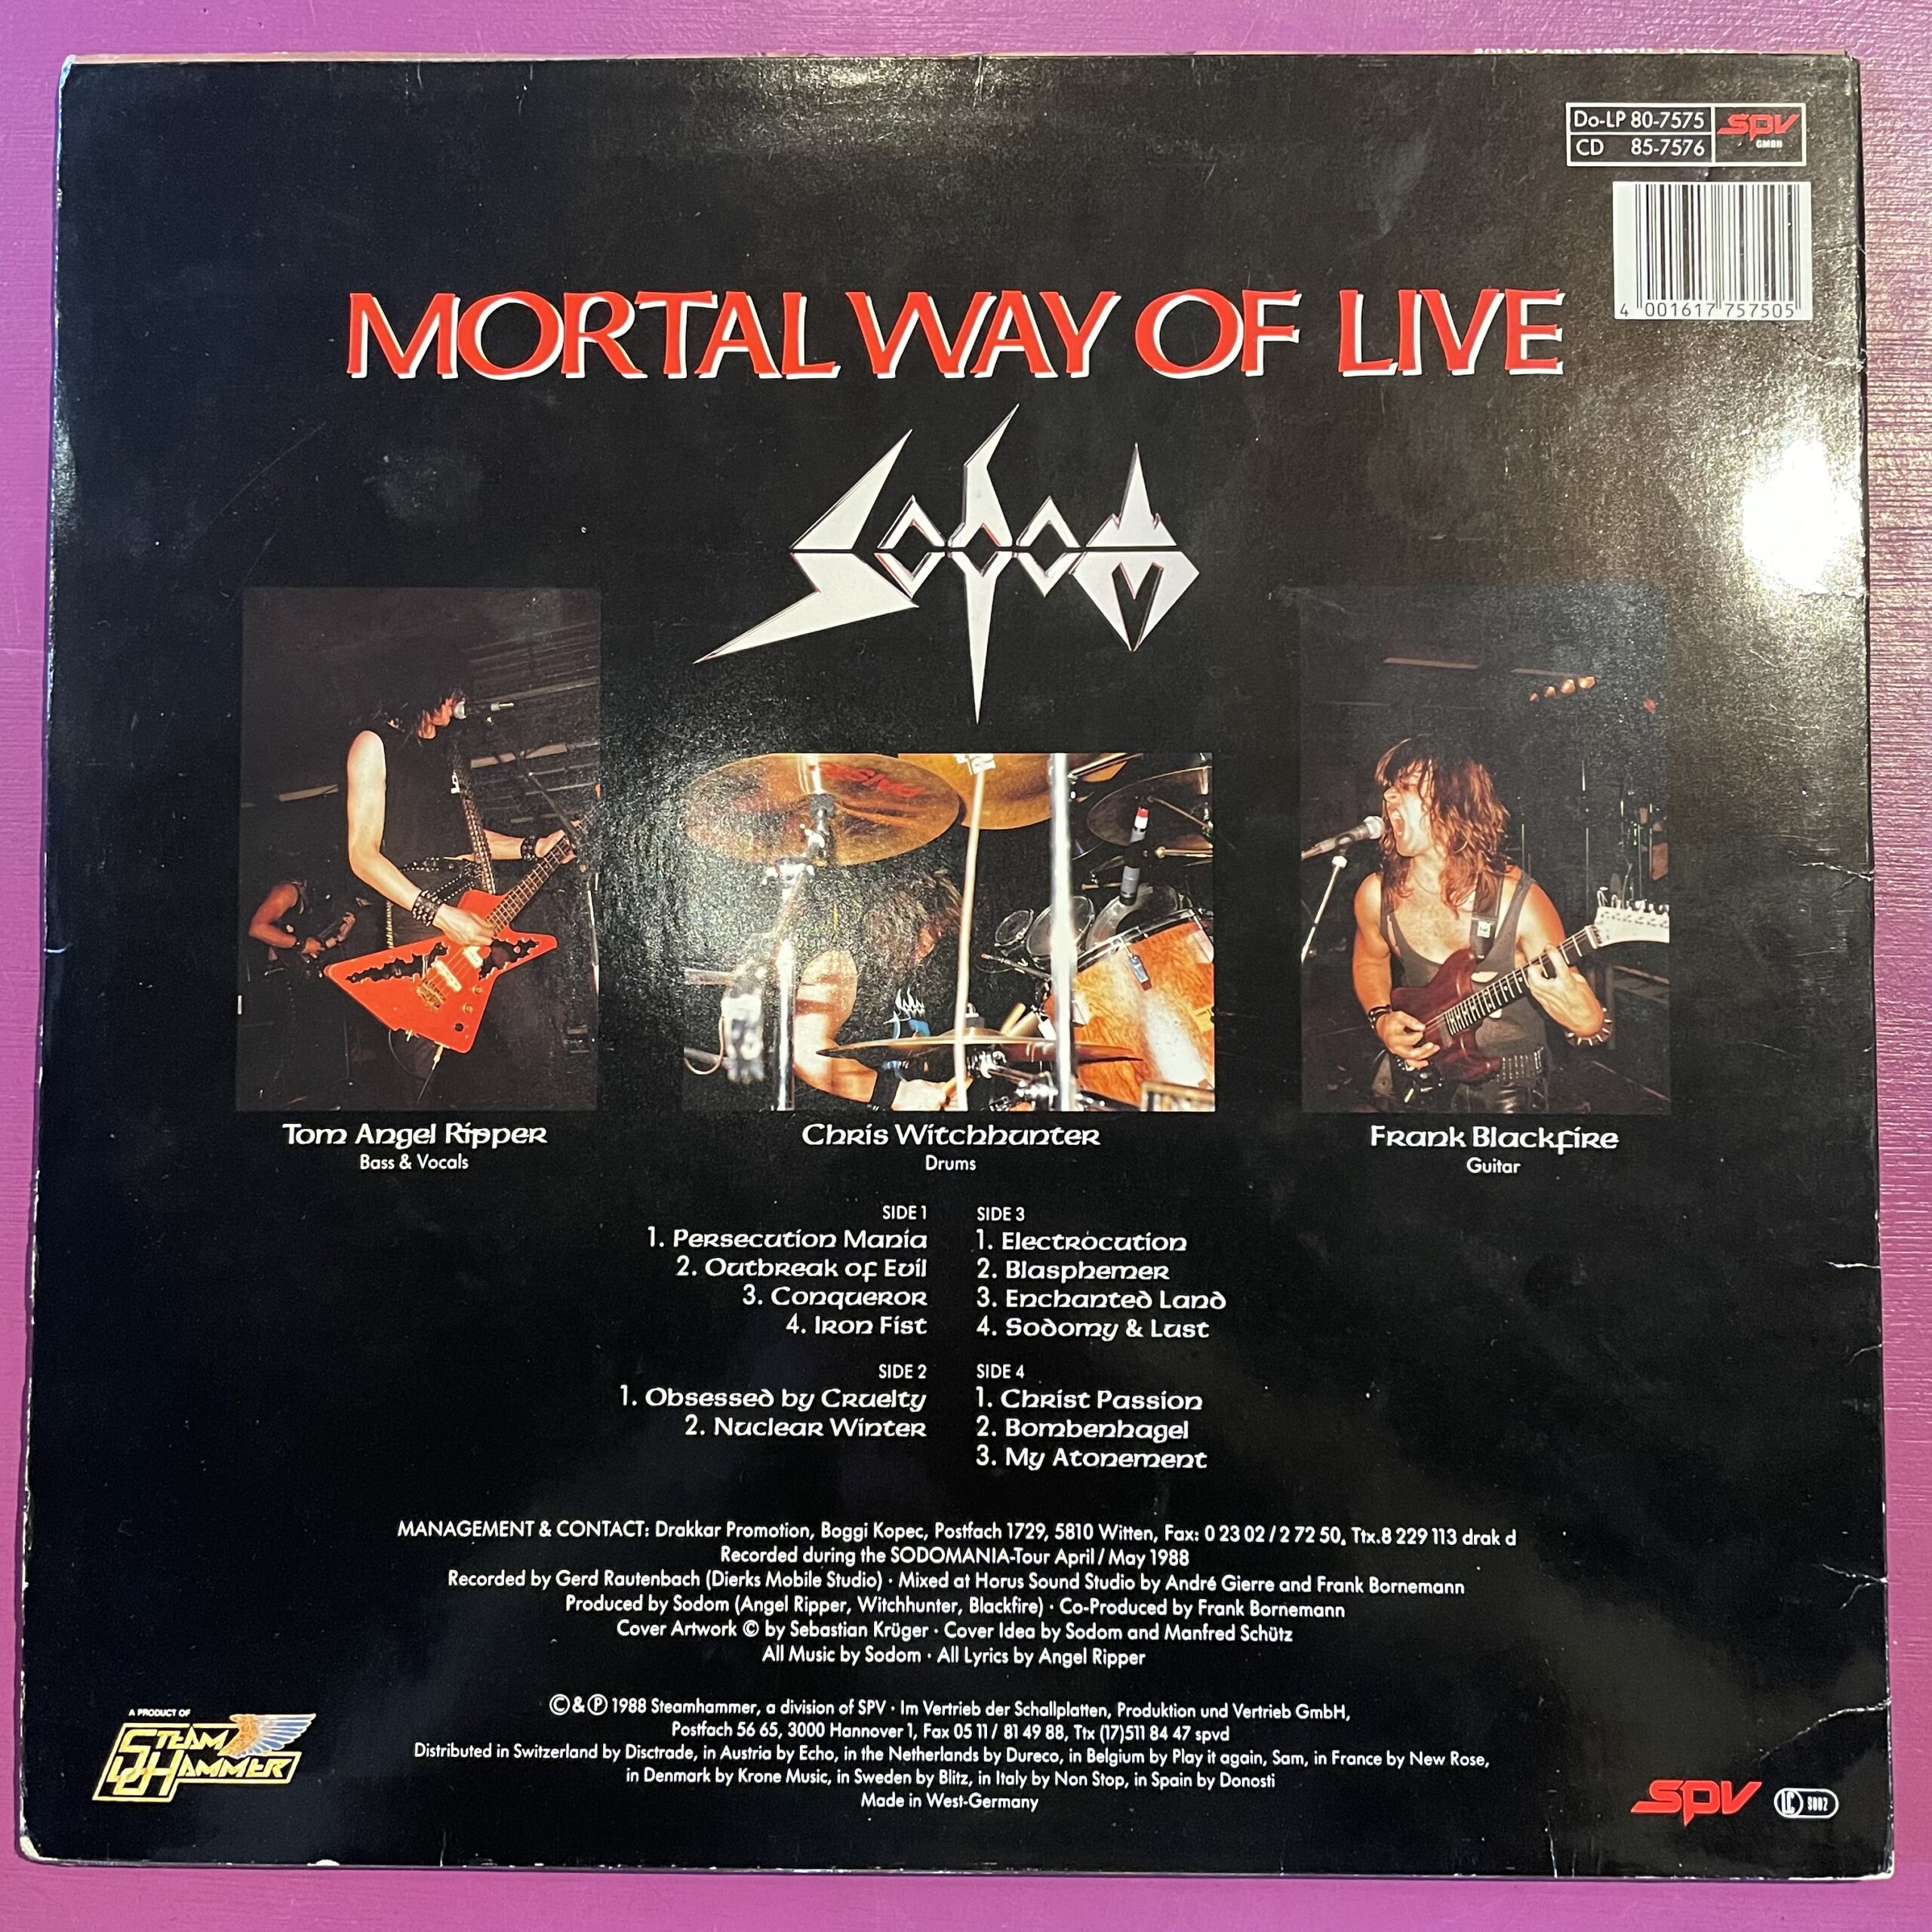 Do-LP 80-7575
CD 85-7576
SPV
GMBH
4 001617 757505
MORTAL WAY OF LIVE
SODOM
Tom Angel Ripper
Bass & Vocals
Chris Witchhunter
Drums
Frank Blackfire
Guitar
SIDE 1
1. Persecution Mania
2. Outbreak of Evil
3. Conqueror
4. Iron Fist
SIDE 2
1. Obsessed by Cruelty
2. Nuclear Winter
SIDE 3
1. Electrocution
2. Blasphemer
3. Enchanted Land
4. Sodomy & Lust
SIDE 4
1. Christ Passion
2. Bombenhagel
3. My Atonement
MANAGEMENT & CONTACT: Drakkar Promotion, Boggi Kopec, Postfach 1729, 5810 Witten, Fax: 0 23 02 / 2 72 50, Ttx.8 229 113 drak d
Recorded during the SODOMANIA-Tour April / May 1988
Recorded by Gerd Rautenbach (Dierks Mobile Studio) · Mixed at Horus Sound Studio by André Gierre and Frank Bornemann
Produced by Sodom (Angel Ripper, Witchhunter, Blackfire) · Co-Produced by Frank Bornemann
Cover Artwork © by Sebastian Krüger · Cover Idea by Sodom and Manfred Schütz
All Music by Sodom · All Lyrics by Angel Ripper
© & ℗ 1988 Steamhammer, a division of SPV · Im Vertrieb der Schallplatten, Produktion und Vertrieb GmbH,
Postfach 56 65, 3000 Hannover 1, Fax 05 11 / 81 49 88, Ttx (17)511 84 47 spvd
Distributed in Switzerland by Disctrade, in Austria by Echo, in the Netherlands by Dureco, in Belgium by Play it again, Sam, in France by New Rose,
in Denmark by Krone Music, in Sweden by Blitz, in Italy by Non Stop, in Spain by Donosti
Made in West-Germany
A PRODUCT OF
STEAM
HAMMER
SPV
LC 9002